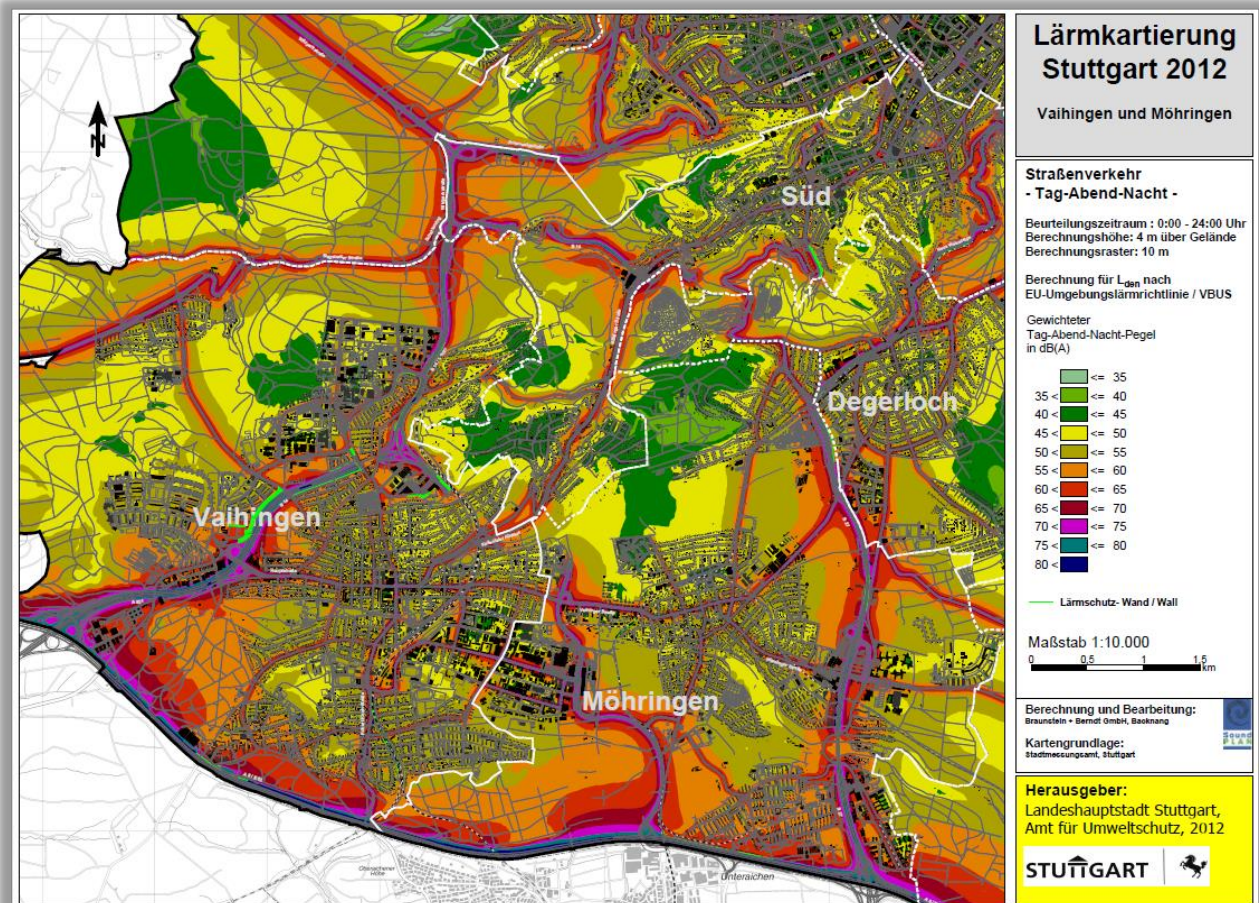 Lärmkartierung
Stuttgart 2012
Vaihingen und Möhringen
Straßenverkehr
- Tag-Abend-Nacht -
Beurteilungszeitraum : 0:00 - 24:00 Uhr
Berechnungshöhe: 4 m über Gelände
Berechnungsraster: 10 m
Berechnung für Lden nach
EU-Umgebungslärmrichtlinie / VBUS
Gewichteter
Tag-Abend-Nacht-Pegel
in dB(A)
<= 35
35 < <= 40
40 < <= 45
45 < <= 50
50 < <= 55
55 < <= 60
60 < <= 65
65 < <= 70
70 < <= 75
75 < <= 80
80 <
Lärmschutz- Wand / Wall
Maßstab 1:10.000
0 0,5 1 1,5
km
Berechnung und Bearbeitung:
Braunstein + Berndt GmbH, Backnang
Kartengrundlage:
Stadtmessungsamt, Stuttgart
Sound
PLAN
Herausgeber:
Landeshauptstadt Stuttgart,
Amt für Umweltschutz, 2012
STUTTGART
N
Süd
Degerloch
Vaihingen
Möhringen
Unteraichen